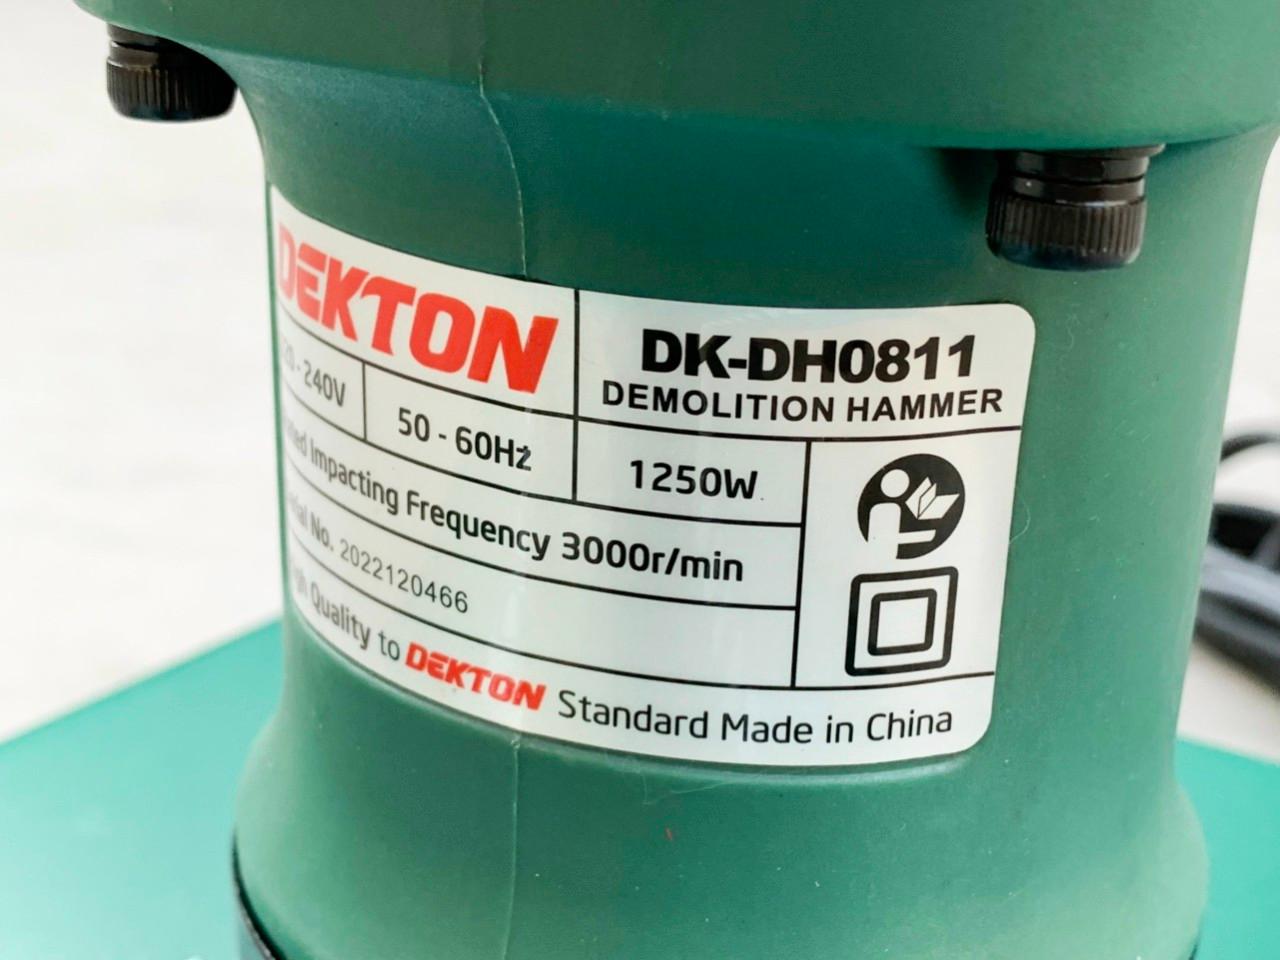 DEKTON
DK-DH0811
DEMOLITION HAMMER
240V
50 - 60Hz
1250W
Impacting Frequency 3000r/min
No. 2022120466
Quality to DEKTON Standard Made in China